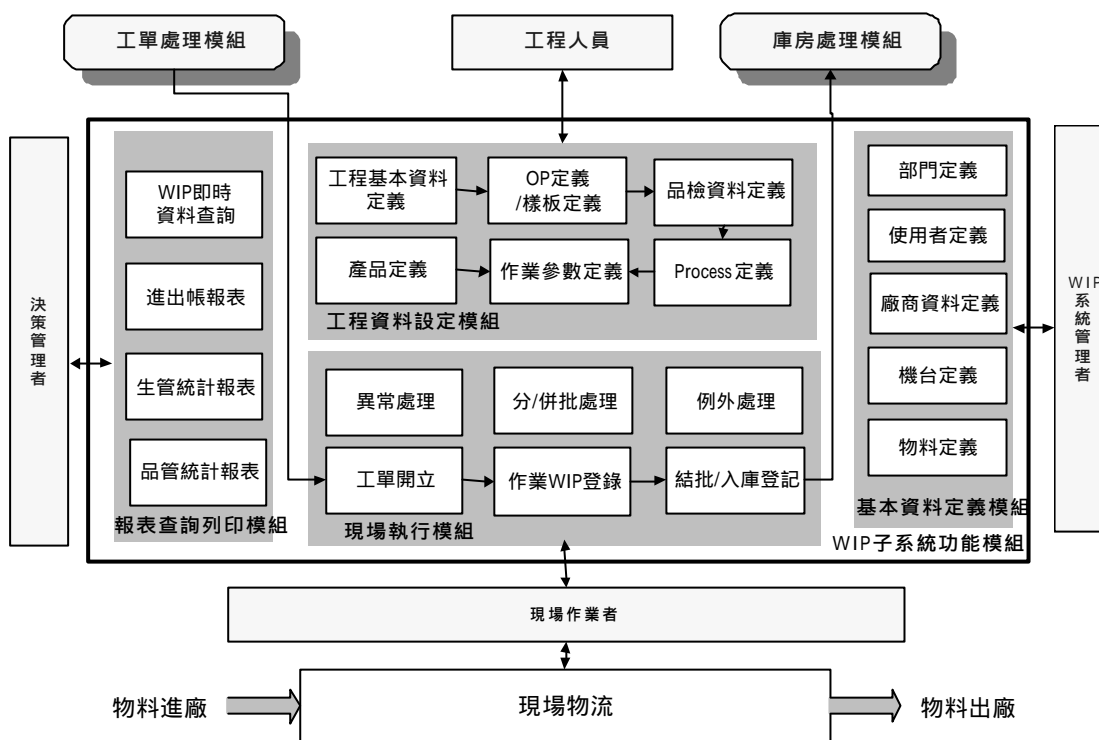 工單處理模組
工程人員
庫房處理模組
決策管理者
WIP即時
資料查詢
進出帳報表
生管統計報表
品管統計報表
報表查詢列印模組
工程基本資料
定義
OP定義
/樣板定義
品檢資料定義
產品定義
作業參數定義
Process定義
工程資料設定模組
異常處理
分/併批處理
例外處理
工單開立
作業WIP登錄
結批/入庫登記
現場執行模組
部門定義
使用者定義
廠商資料定義
機台定義
物料定義
基本資料定義模組
WIP子系統功能模組
WIP
系統管理者
現場作業者
物料進廠
現場物流
物料出廠